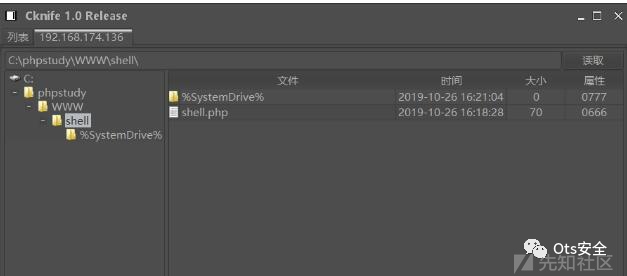 Cknife 1.0 Release
列表 192.168.174.136
C:\phpstudy\WWW\shell\ 读取
C:
phpstudy
WWW
shell
%SystemDrive%
文件 时间 大小 属性
%SystemDrive% 2019-10-26 16:21:04 0 0777
shell.php 2019-10-26 16:18:28 70 0666
Ots安全
先知社区